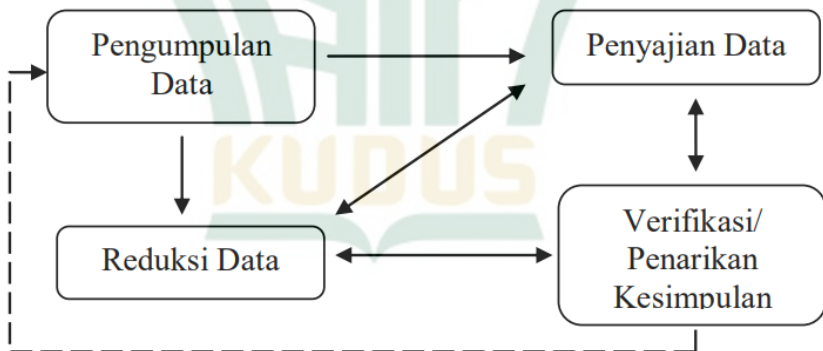 Pengumpulan
Data
Penyajian Data
KUDUS
Reduksi Data
Verifikasi/
Penarikan
Kesimpulan